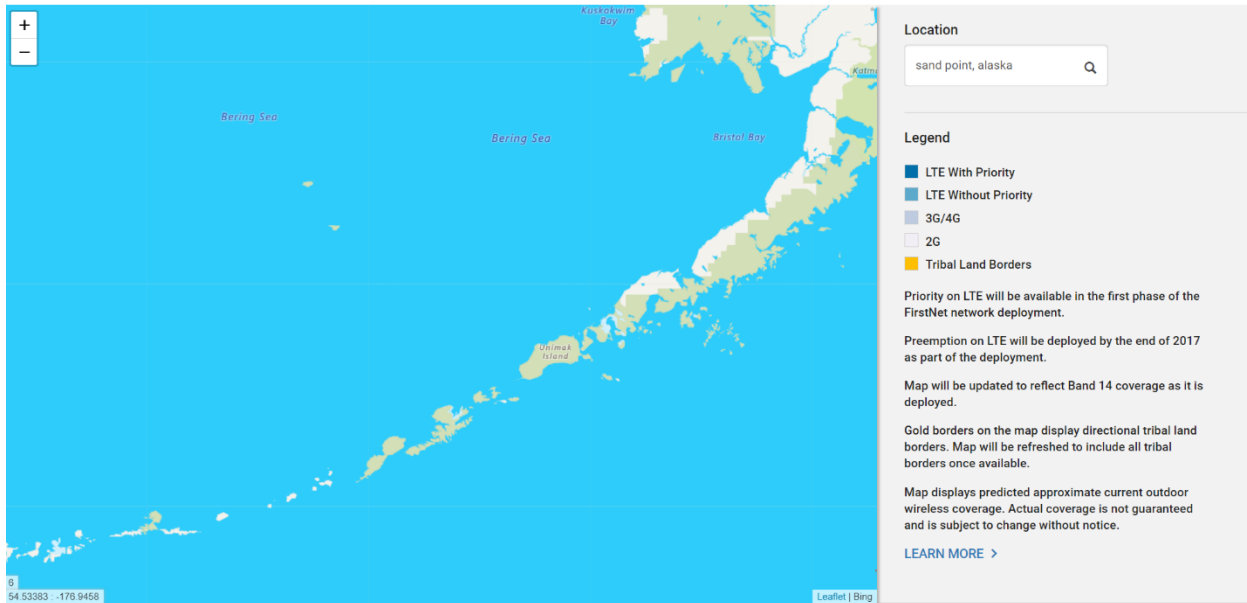 +
−
Kuskokwim
Bay
Katm
Bering Sea
Bering Sea
Bristol Bay
Unimak
Island
6
54.53383 : -176.9458
Leaflet | Bing
Location
sand point, alaska
Legend
LTE With Priority
LTE Without Priority
3G/4G
2G
Tribal Land Borders
Priority on LTE will be available in the first phase of the
FirstNet network deployment.
Preemption on LTE will be deployed by the end of 2017
as part of the deployment.
Map will be updated to reflect Band 14 coverage as it is
deployed.
Gold borders on the map display directional tribal land
borders. Map will be refreshed to include all tribal
borders once available.
Map displays predicted approximate current outdoor
wireless coverage. Actual coverage is not guaranteed
and is subject to change without notice.
LEARN MORE >